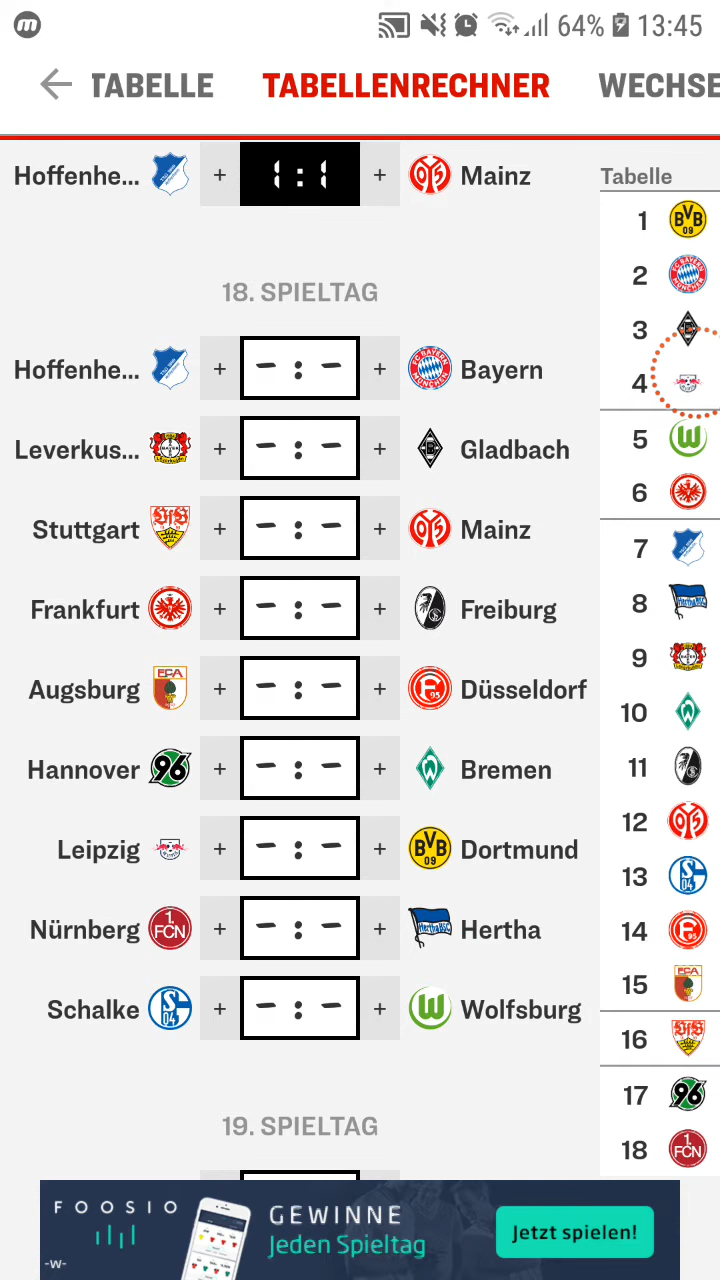 64% 13:45
TABELLE TABELLENRECHNER WECHSE
Hoffenhe... + 1:1 + Mainz
Tabelle
18. SPIELTAG
Hoffenhe... + – : – + Bayern
Leverkus... + – : – + Gladbach
Stuttgart + – : – + Mainz
Frankfurt + – : – + Freiburg
Augsburg + – : – + Düsseldorf
Hannover + – : – + Bremen
Leipzig + – : – + Dortmund
Nürnberg + – : – + Hertha
Schalke + – : – + Wolfsburg
19. SPIELTAG
1
2
3
4
5
6
7
8
9
10
11
12
13
14
15
16
17
18
FOOSIO
-W-
GEWINNE
Jeden Spieltag
Jetzt spielen!